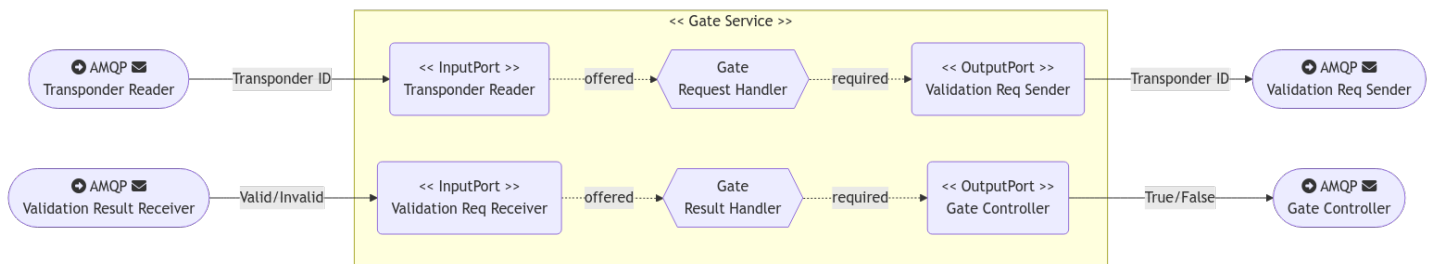 << Gate Service >>
AMQP
Transponder Reader
Transponder ID
<< InputPort >>
Transponder Reader
offered
Gate
Request Handler
required
<< OutputPort >>
Validation Req Sender
Transponder ID
AMQP
Validation Req Sender
AMQP
Validation Result Receiver
Valid/Invalid
<< InputPort >>
Validation Req Receiver
offered
Gate
Result Handler
required
<< OutputPort >>
Gate Controller
True/False
AMQP
Gate Controller